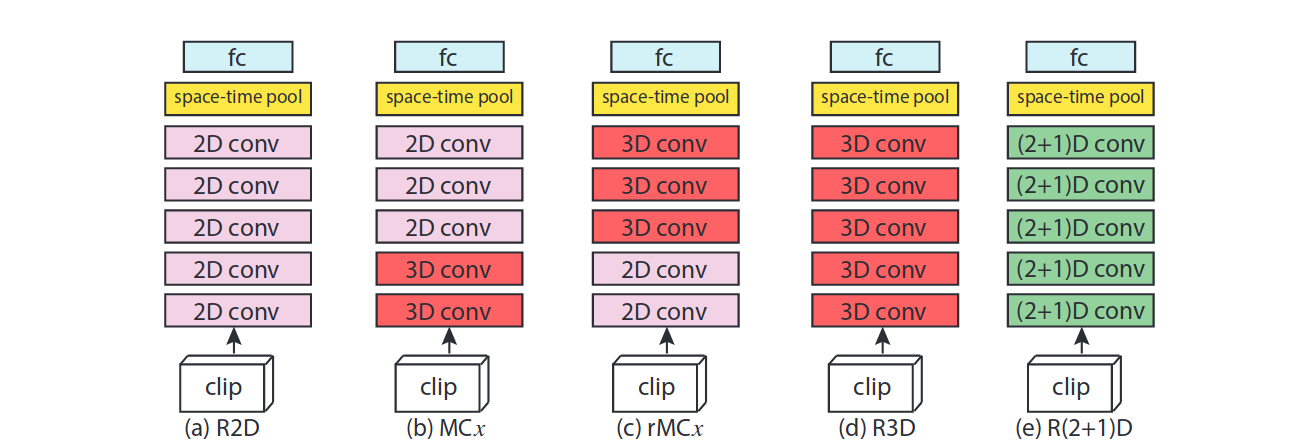 fc fc fc fc fc
space-time pool space-time pool space-time pool space-time pool space-time pool
2D conv 2D conv 3D conv 3D conv (2+1)D conv
2D conv 2D conv 3D conv 3D conv (2+1)D conv
2D conv 2D conv 3D conv 3D conv (2+1)D conv
2D conv 3D conv 2D conv 3D conv (2+1)D conv
2D conv 3D conv 2D conv 3D conv (2+1)D conv
clip clip clip clip clip
(a) R2D (b) MCx (c) rMCx (d) R3D (e) R(2+1)D